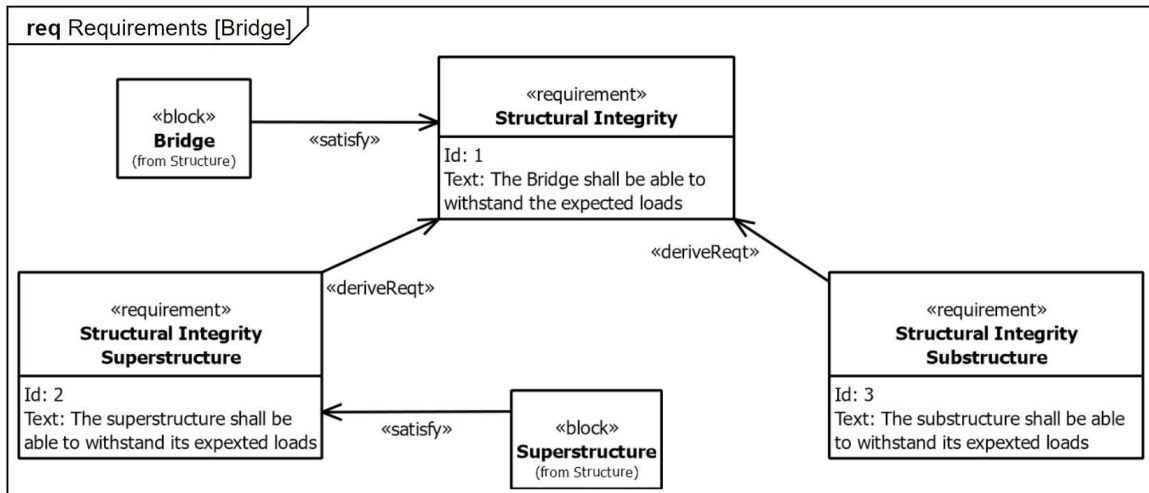 req Requirements [Bridge]
«block»
Bridge
(from Structure)
«satisfy»
«requirement»
Structural Integrity
Id: 1
Text: The Bridge shall be able to
withstand the expected loads
«deriveReqt»
«deriveReqt»
«requirement»
Structural Integrity
Superstructure
Id: 2
Text: The superstructure shall be
able to withstand its expexted loads
«satisfy»
«block»
Superstructure
(from Structure)
«requirement»
Structural Integrity
Substructure
Id: 3
Text: The substructure shall be able
to withstand its expexted loads